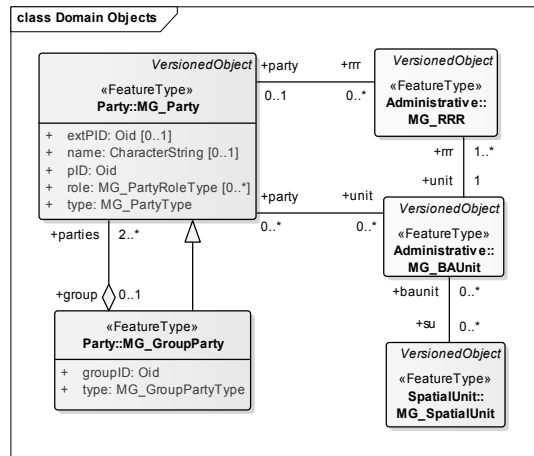 class Domain Objects
VersionedObject
«FeatureType»
Party::MG_Party
+ extPID: Oid [0..1]
+ name: CharacterString [0..1]
+ pID: Oid
+ role: MG_PartyRoleType [0..*]
+ type: MG_PartyType
+party
+rrr
0..1
0..*
VersionedObject
«FeatureType»
Administrative::
MG_RRR
+rrr
1..*
+unit
1
+party
+unit
0..*
0..*
VersionedObject
«FeatureType»
Administrative::
MG_BAUnit
+parties
2..*
+group
0..1
«FeatureType»
Party::MG_GroupParty
+ groupID: Oid
+ type: MG_GroupPartyType
+baunit
0..*
+su
0..*
VersionedObject
«FeatureType»
SpatialUnit::
MG_SpatialUnit